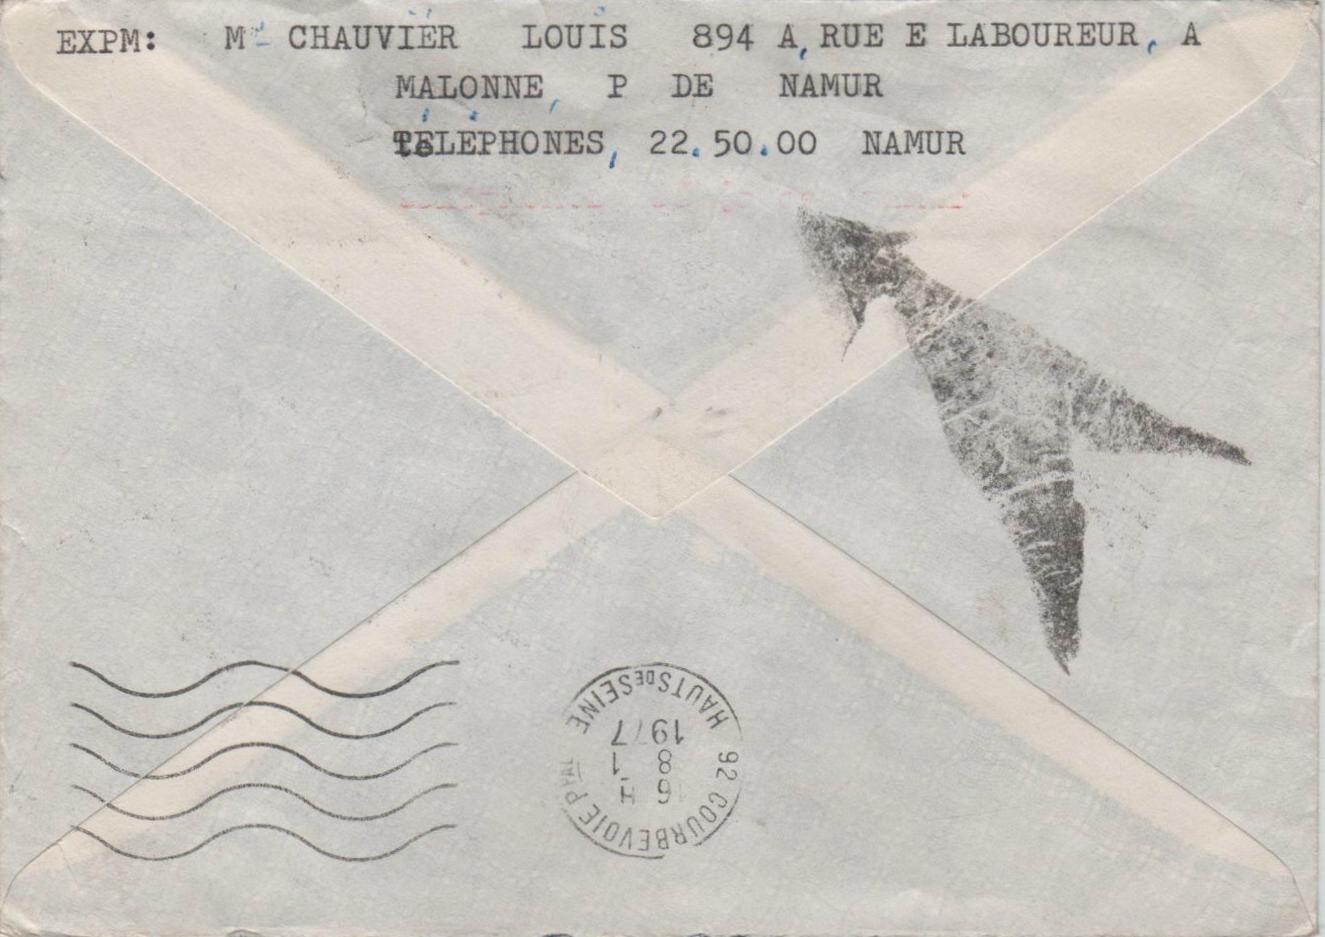 EXPM: Mr CHAUVIER LOUIS 894 A, RUE E LABOUREUR, A
MALONNE, P DE NAMUR
TELEPHONES, 22.50.00 NAMUR
92 COURBEVOIE PPAL
16 H
8 - 1
1977
HAUTS DE SEINE